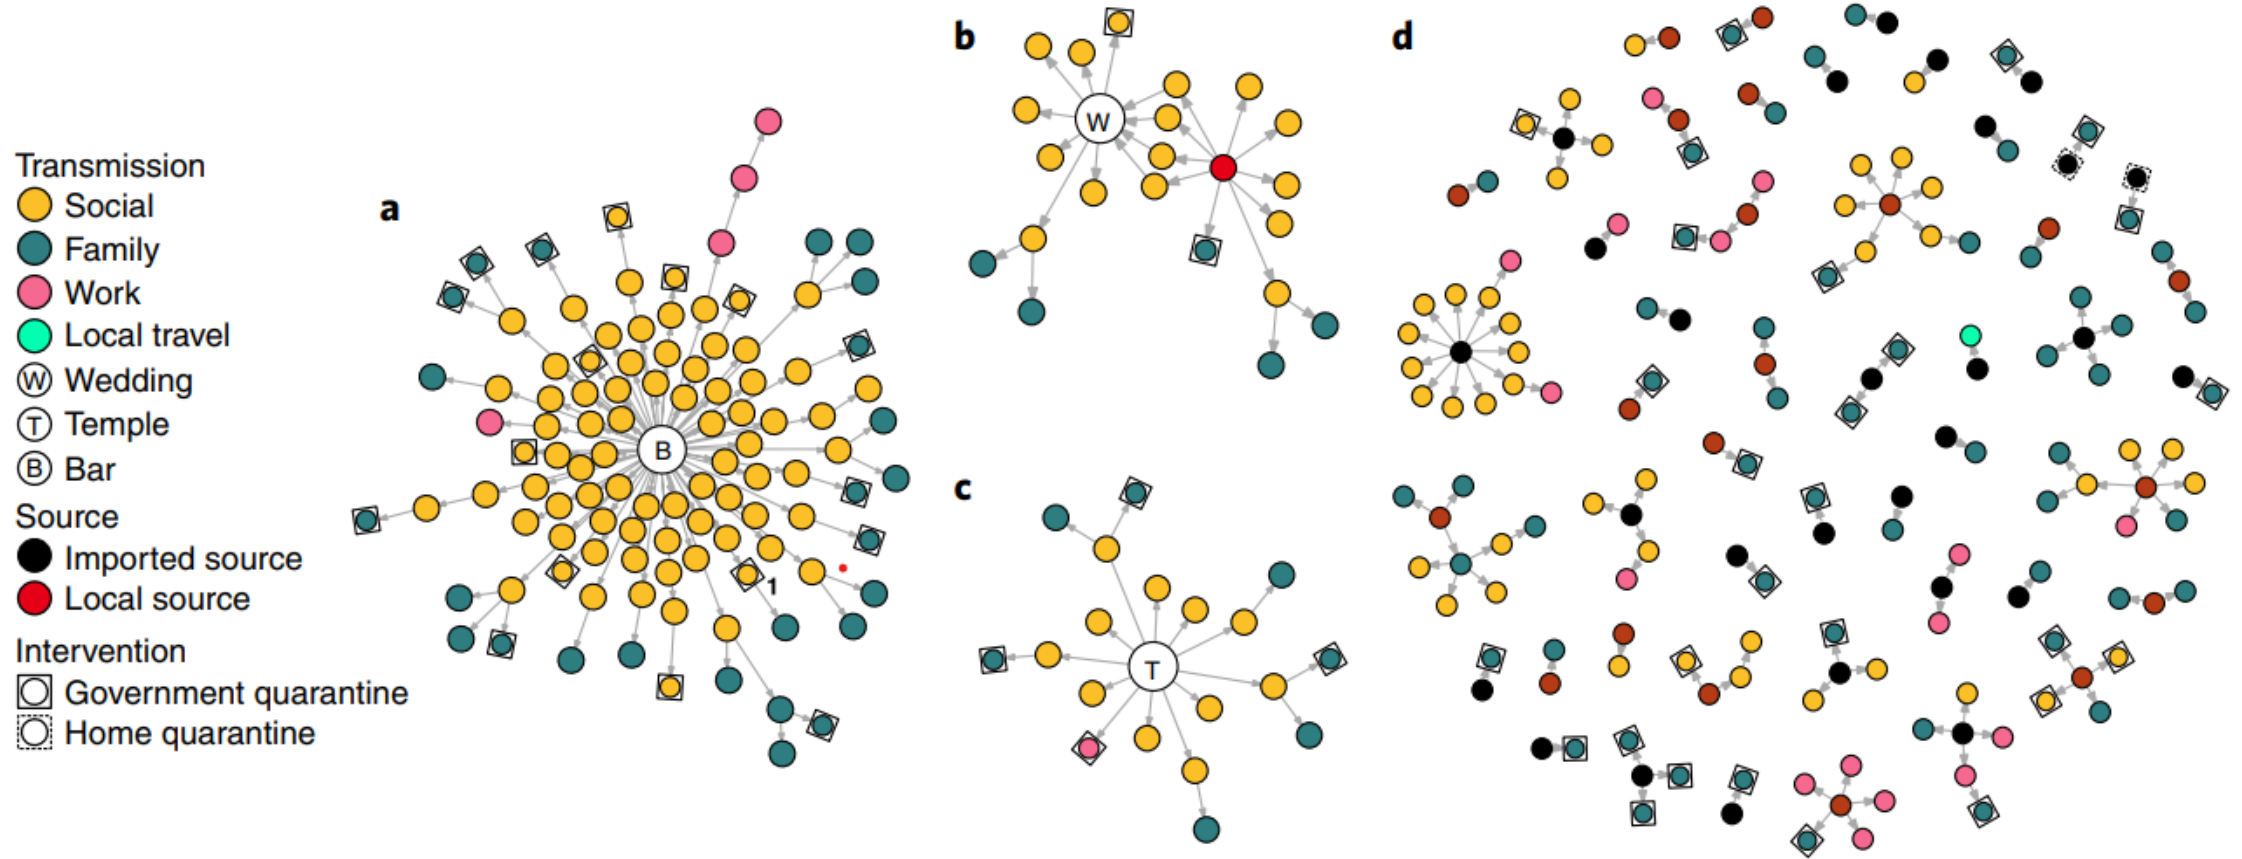 Transmission
Social
Family
Work
Local travel
W Wedding
T Temple
B Bar
Source
Imported source
Local source
Intervention
Government quarantine
Home quarantine
a
B
1
b
W
c
T
d